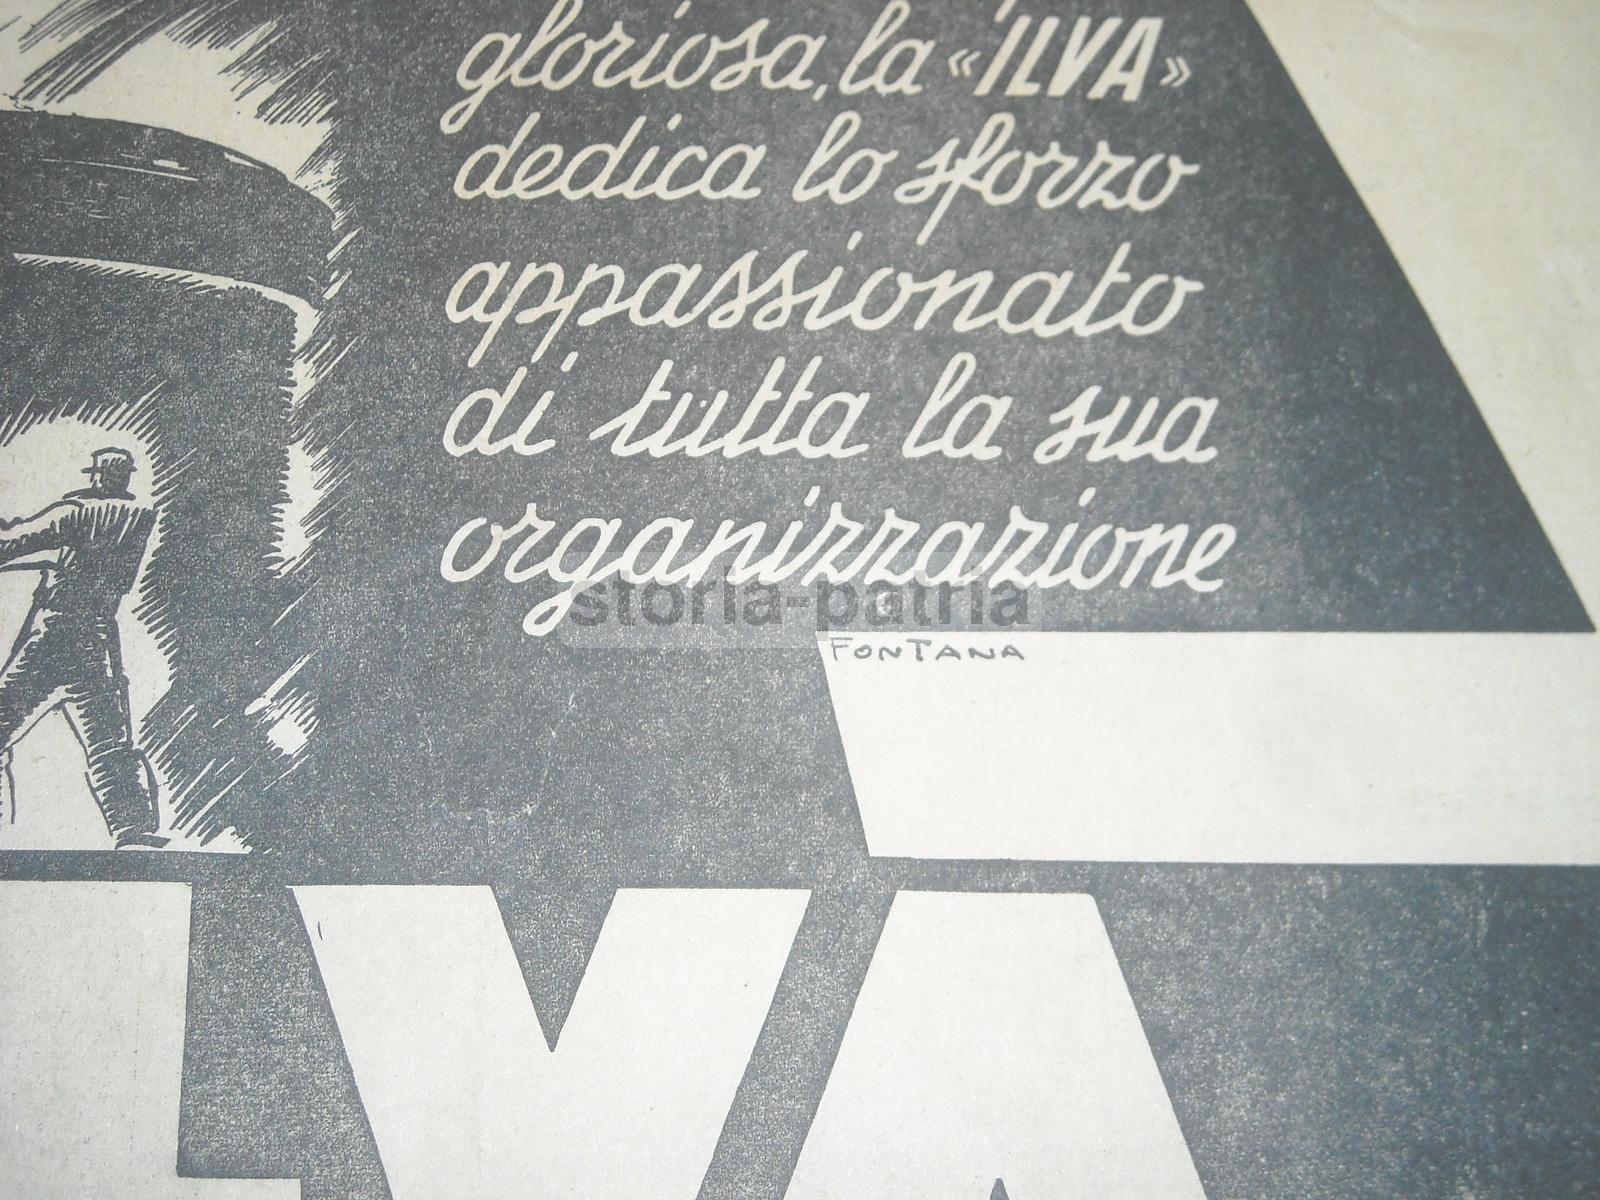 gloriosa, la «ILVA»
dedica lo sforzo
appassionato
di tutta la sua
organizzazione
storia-patria
FONTANA
LVA